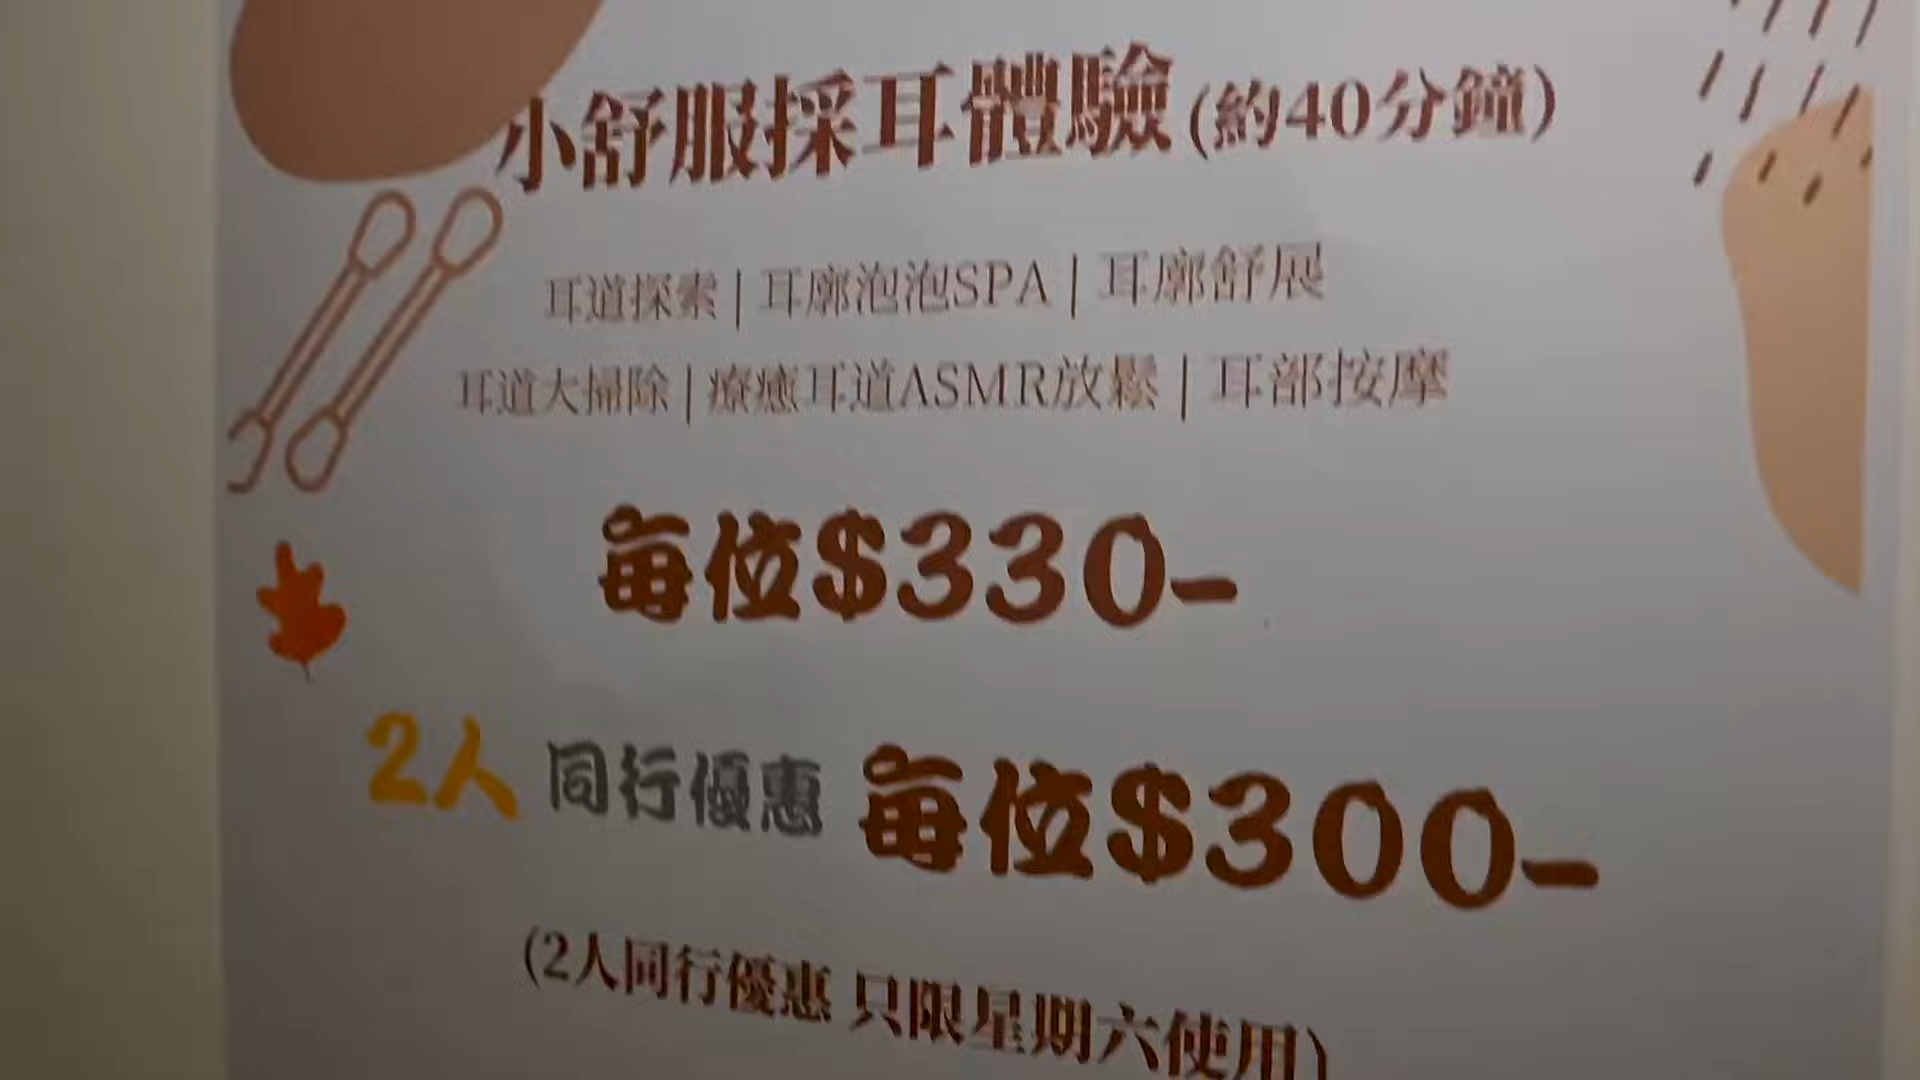 小舒服採耳體驗(約40分鐘)
耳道探索|耳廓泡泡SPA|耳廓舒展
耳道大掃除|療癒耳道ASMR放鬆|耳部按摩
每位$330-
2人同行優惠 每位$300-
(2人同行優惠 只限星期六使用)